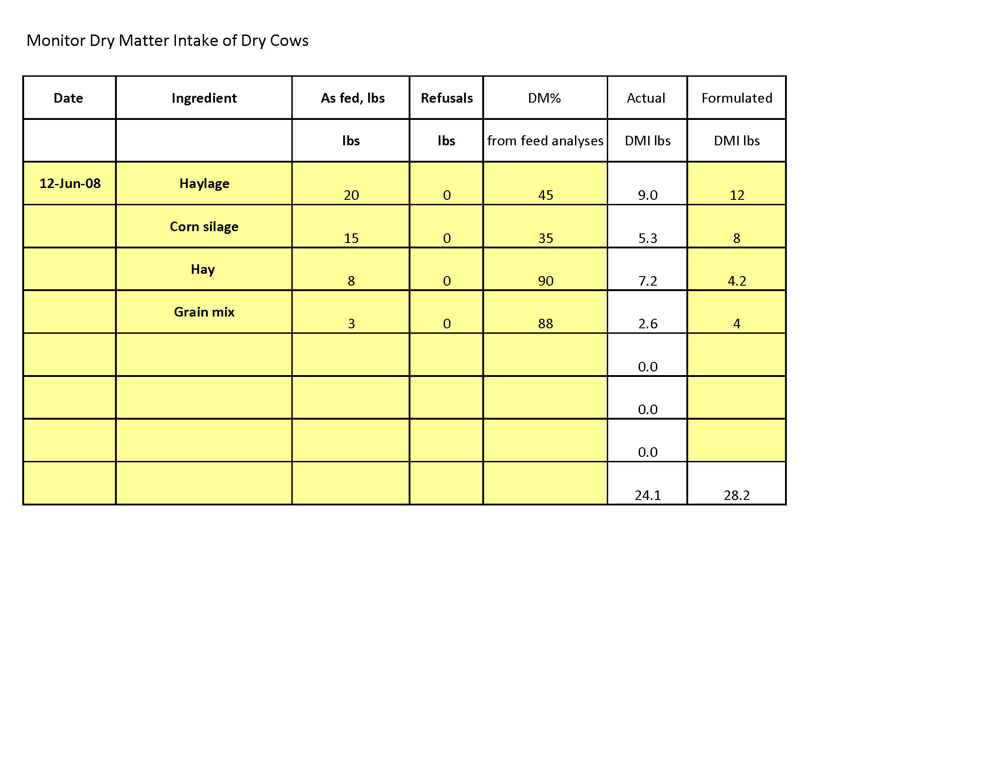 Monitor Dry Matter Intake of Dry Cows
Date Ingredient As fed, lbs Refusals DM% Actual Formulated
lbs lbs from feed analyses DMI lbs DMI lbs
12-Jun-08 Haylage 20 0 45 9.0 12
Corn silage 15 0 35 5.3 8
Hay 8 0 90 7.2 4.2
Grain mix 3 0 88 2.6 4
0.0
0.0
0.0
24.1 28.2